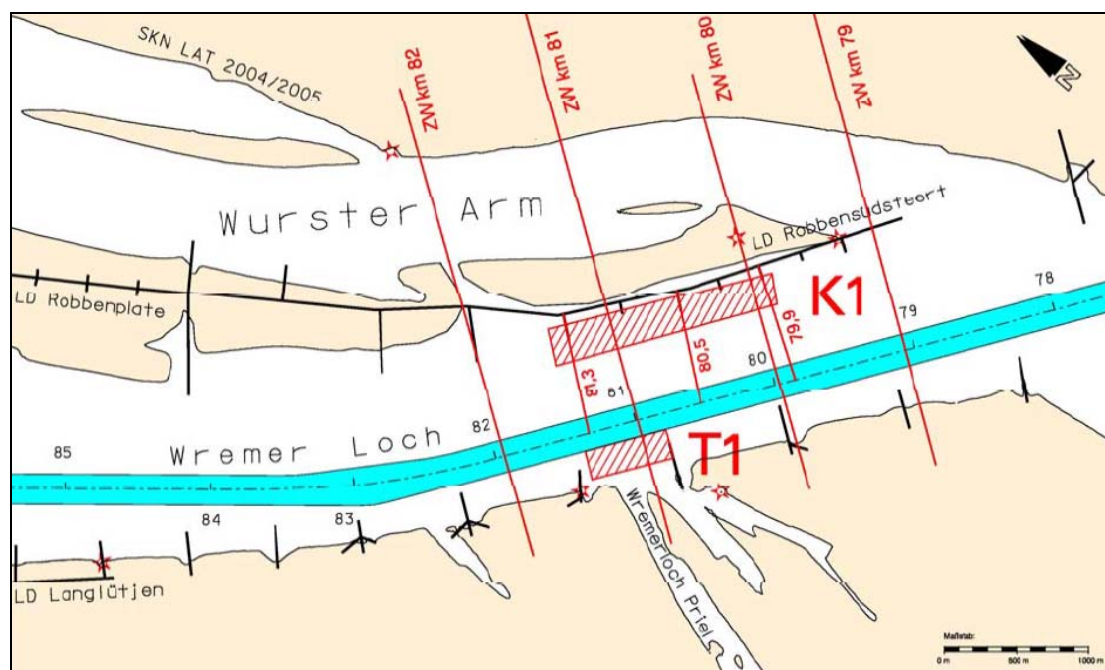 SKN LAT 2004/2005
ZW km 82
ZW km 81
ZW km 80
ZW km 79
N
Wurster Arm
LD Robbensüdsteert
LD Robbenplate
K1
78
79
79,9
80
80,5
81,3
81
82
Wremer Loch
85
T1
84
83
Wremerloch Priel
LD Langlütjen
Maßstab:
0 m 500 m 1000 m